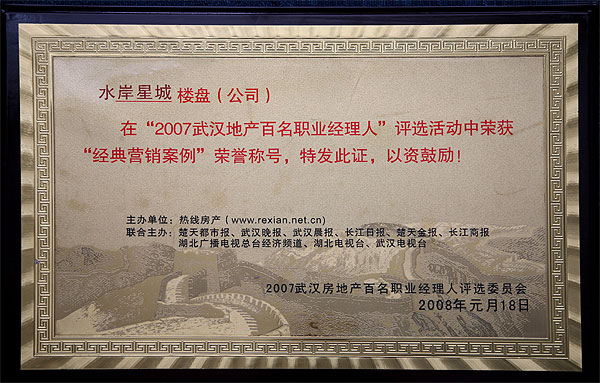 水岸星城 楼盘（公司）
在“2007武汉地产百名职业经理人”评选活动中荣获
“经典营销案例”荣誉称号，特发此证，以资鼓励！
主办单位：热线房产（www.rexian.net.cn）
联合主办：楚天都市报、武汉晚报、武汉晨报、长江日报、楚天金报、长江商报
湖北广播电视总台经济频道、湖北电视台、武汉电视台
2007武汉房地产百名职业经理人评选委员会
2008年元月18日